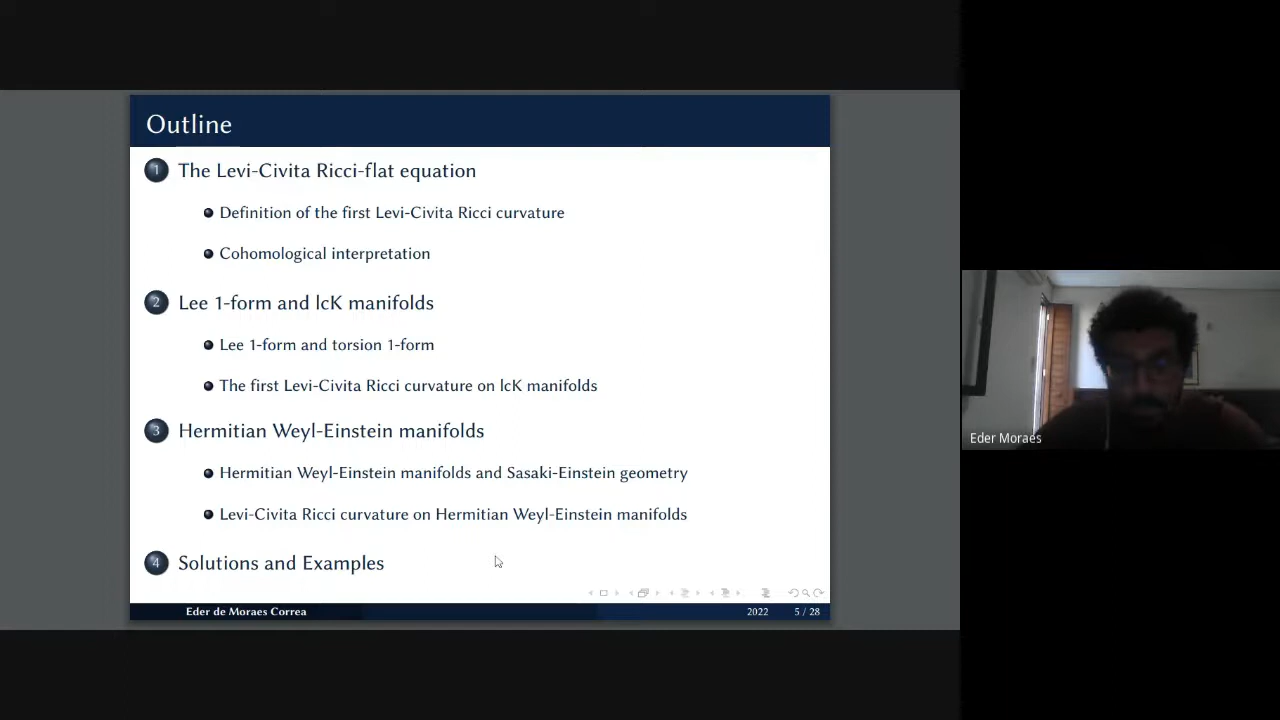 Outline
1 The Levi-Civita Ricci-flat equation
Definition of the first Levi-Civita Ricci curvature
Cohomological interpretation
2 Lee 1-form and lcK manifolds
Lee 1-form and torsion 1-form
The first Levi-Civita Ricci curvature on lcK manifolds
3 Hermitian Weyl-Einstein manifolds
Hermitian Weyl-Einstein manifolds and Sasaki-Einstein geometry
Levi-Civita Ricci curvature on Hermitian Weyl-Einstein manifolds
4 Solutions and Examples
Eder de Moraes Correa 2022 5 / 28
Eder Moraes